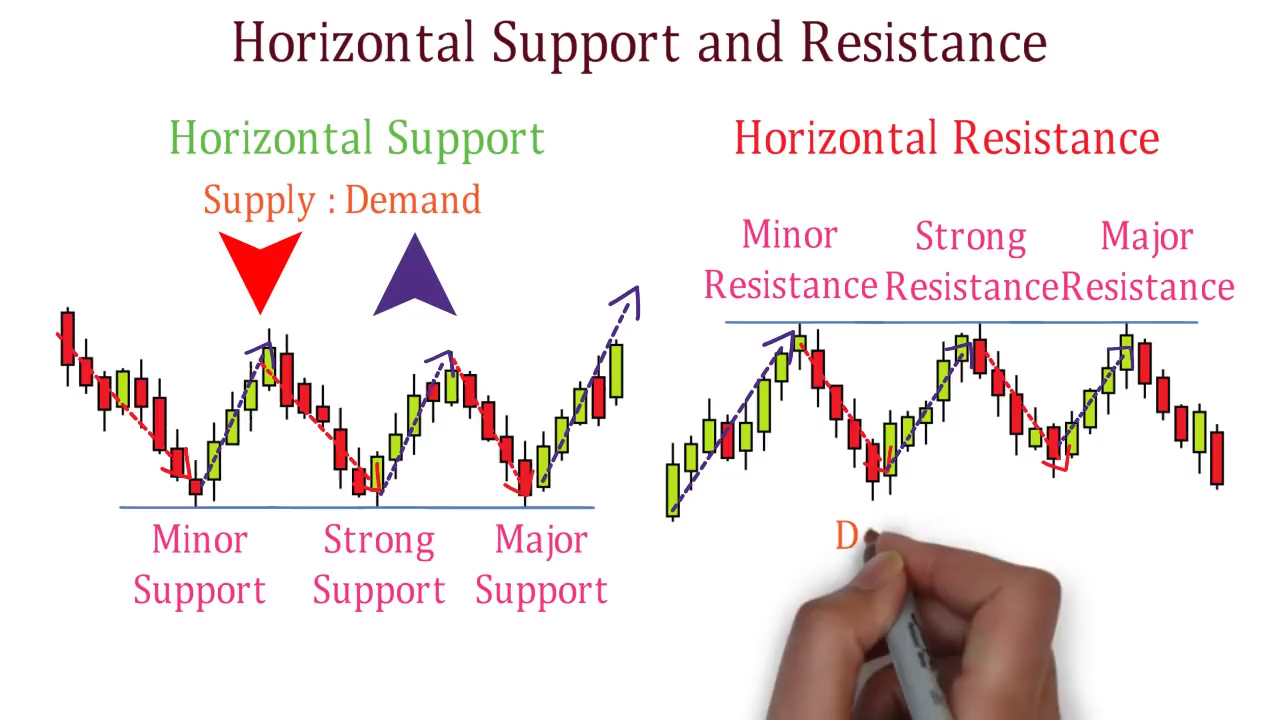 Horizontal Support and Resistance
Horizontal Support
Supply : Demand
Minor
Support
Strong
Support
Major
Support
Horizontal Resistance
Minor
Resistance
Strong
Resistance
Major
Resistance
D